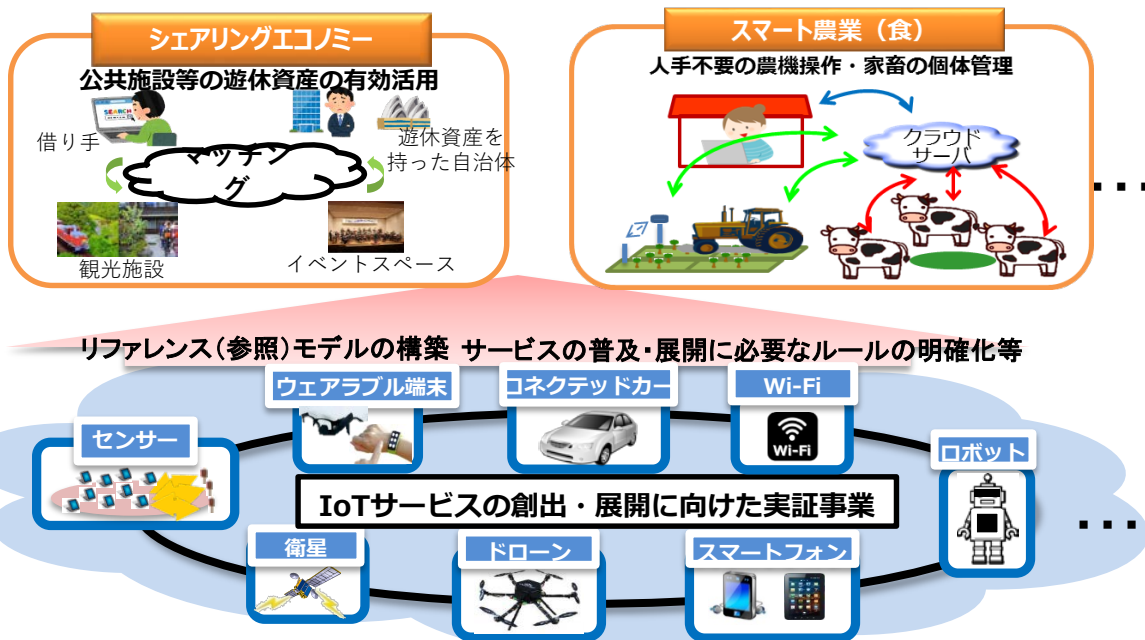 シェアリングエコノミー
公共施設等の遊休資産の有効活用
SEARCH
借り手
マッチン
グ
遊休資産を
持った自治体
観光施設
イベントスペース
スマート農業（食）
人手不要の農機操作・家畜の個体管理
クラウド
サーバ
...
リファレンス（参照）モデルの構築 サービスの普及・展開に必要なルールの明確化等
ウェアラブル端末
コネクテッドカー
Wi-Fi
Wi-Fi
センサー
ロボット
IoTサービスの創出・展開に向けた実証事業
...
衛星
ドローン
スマートフォン